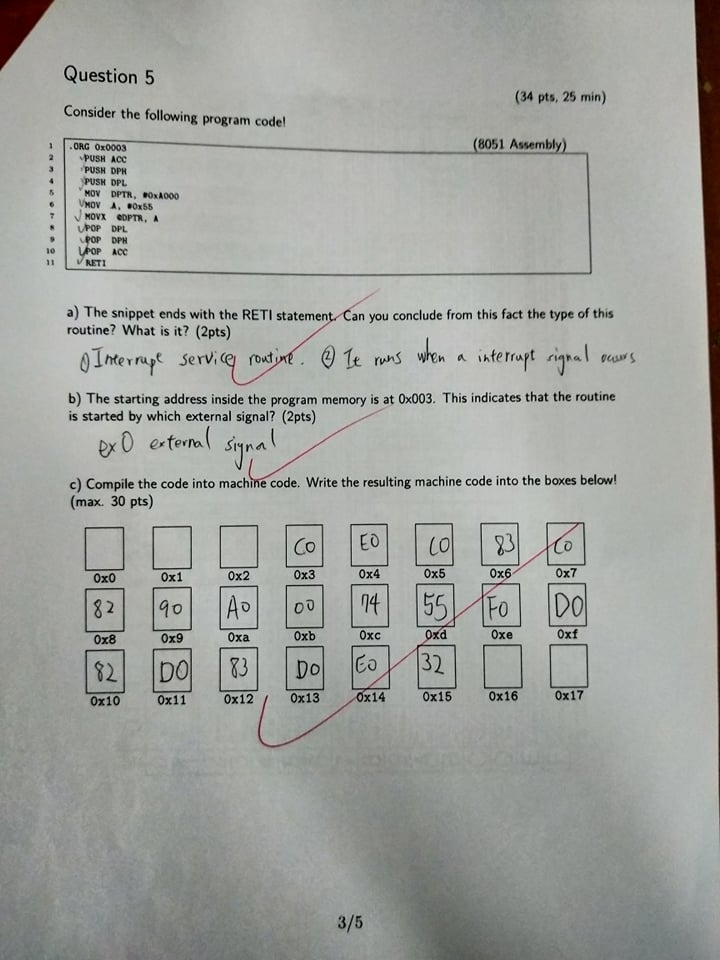 Question 5
(34 pts, 25 min)
Consider the following program code!
(8051 Assembly)
1 .ORG 0x0003
2 PUSH ACC
3 PUSH DPH
4 PUSH DPL
5 MOV DPTR, #0xA000
6 MOV A, #0x55
7 MOVX @DPTR, A
8 POP DPL
9 POP DPH
10 POP ACC
11 RETI
a) The snippet ends with the RETI statement. Can you conclude from this fact the type of this
routine? What is it? (2pts)
① Interrupt service routine. ② It runs when a interrupt signal occurs
b) The starting address inside the program memory is at 0x003. This indicates that the routine
is started by which external signal? (2pts)
ex0 external signal
c) Compile the code into machine code. Write the resulting machine code into the boxes below!
(max. 30 pts)
C0 E0 C0 83 C0
0x0 0x1 0x2 0x3 0x4 0x5 0x6 0x7
82 90 A0 00 74 55 F0 D0
0x8 0x9 0xa 0xb 0xc 0xd 0xe 0xf
82 D0 83 D0 E0 32
0x10 0x11 0x12 0x13 0x14 0x15 0x16 0x17
3/5